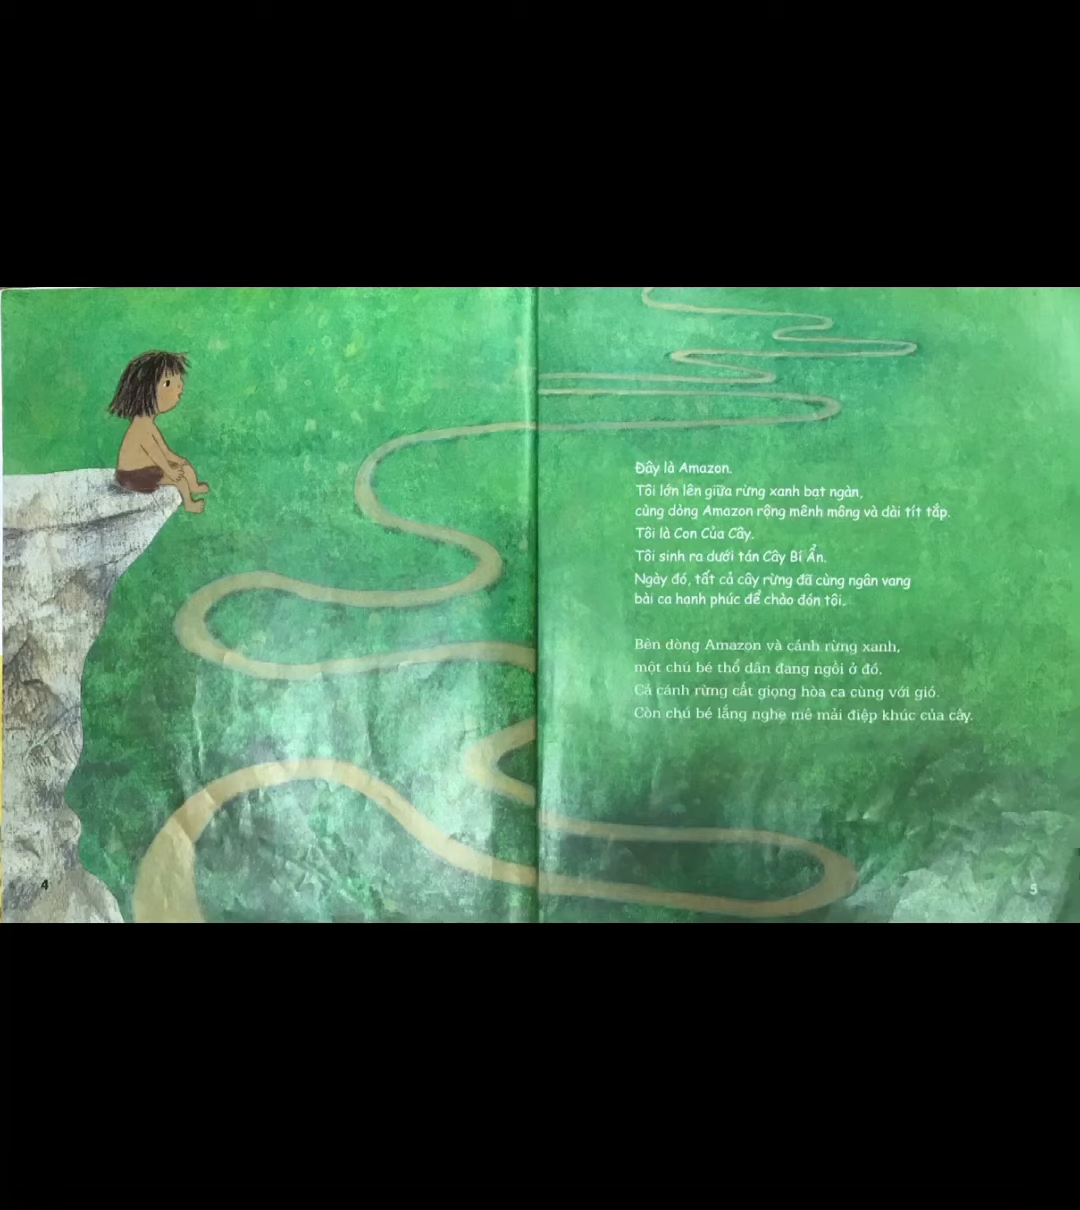 Đây là Amazon.
Tôi lớn lên giữa rừng xanh bạt ngàn,
cùng dòng Amazon rộng mênh mông và dài tít tắp.
Tôi là Con Của Cây.
Tôi sinh ra dưới tán Cây Bí Ẩn.
Ngày đó, tất cả cây rừng đã cùng ngân vang
bài ca hạnh phúc để chào đón tôi.
Bên dòng Amazon và cánh rừng xanh,
một chú bé thổ dân đang ngồi ở đó.
Cả cánh rừng cất giọng hòa ca cùng với gió.
Còn chú bé lắng nghe mê mải điệp khúc của cây.
4
5